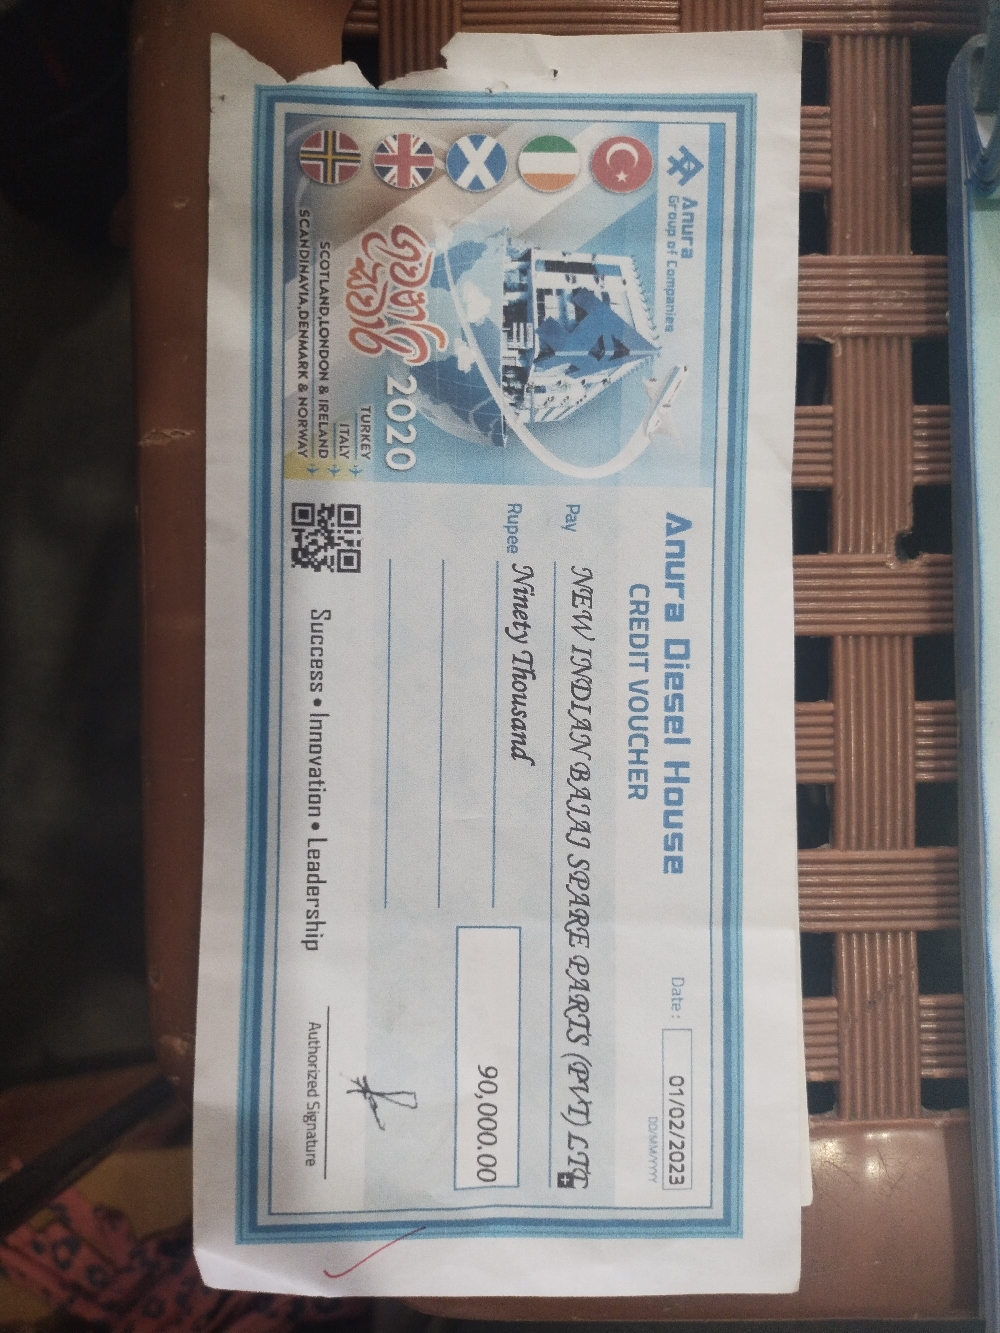 Anura
Group of Companies
2020
TURKEY
ITALY
SCOTLAND,LONDON & IRELAND
SCANDINAVIA,DENMARK & NORWAY
Anura Diesel House
CREDIT VOUCHER
Date :
01/02/2023
DD/MM/YYYY
Pay
NEW INDIAN BAJAJ SPARE PARTS (PVT) LTD
Rupee
Ninety Thousand
90,000.00
Success • Innovation • Leadership
Authorized Signature